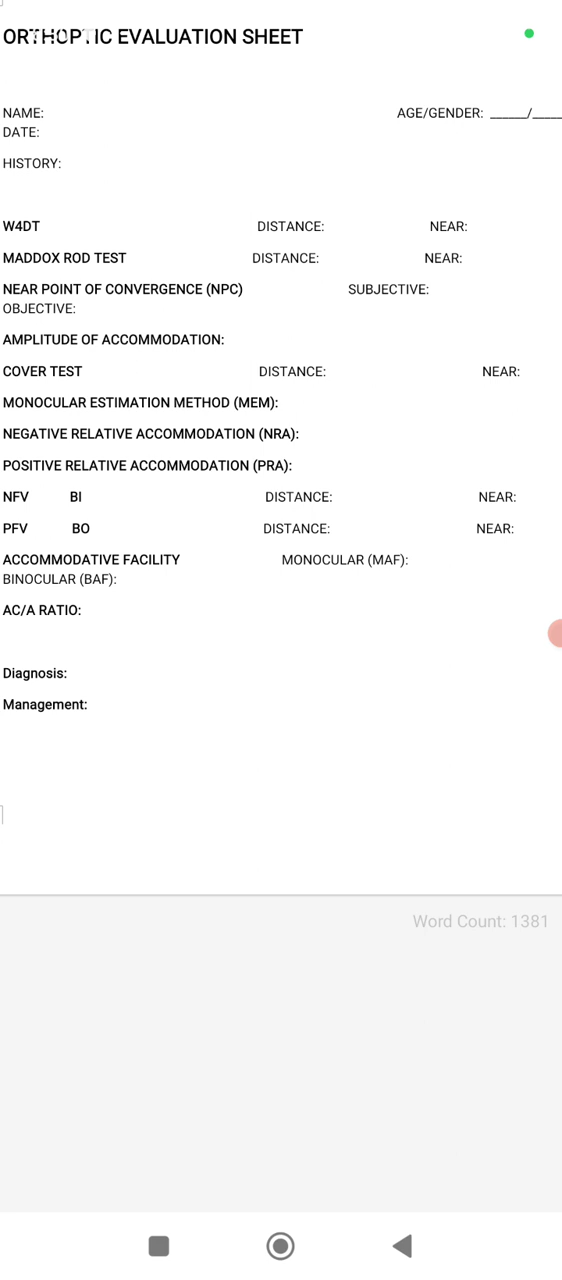 ORTHOPTIC EVALUATION SHEET
NAME: AGE/GENDER: _____/____
DATE:
HISTORY:
W4DT DISTANCE: NEAR:
MADDOX ROD TEST DISTANCE: NEAR:
NEAR POINT OF CONVERGENCE (NPC) SUBJECTIVE:
OBJECTIVE:
AMPLITUDE OF ACCOMMODATION:
COVER TEST DISTANCE: NEAR:
MONOCULAR ESTIMATION METHOD (MEM):
NEGATIVE RELATIVE ACCOMMODATION (NRA):
POSITIVE RELATIVE ACCOMMODATION (PRA):
NFV BI DISTANCE: NEAR:
PFV BO DISTANCE: NEAR:
ACCOMMODATIVE FACILITY MONOCULAR (MAF):
BINOCULAR (BAF):
AC/A RATIO:
Diagnosis:
Management:
Word Count: 1381